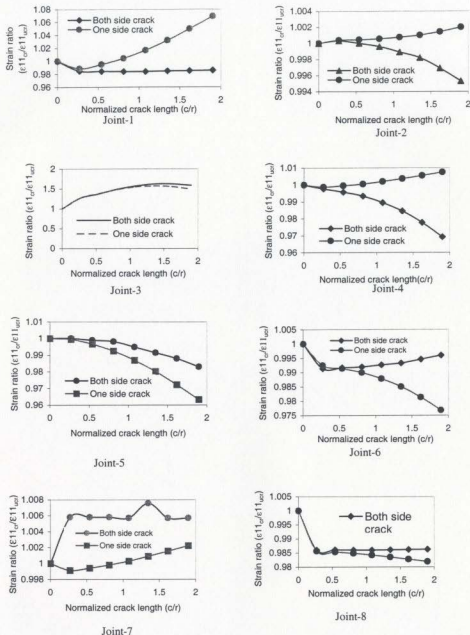 1.08
1.06
1.04
1.02
1.00
0.98
0.96
Strain ratio
(ε11cr/ε11ucr)
Both side crack
One side crack
0 0.5 1 1.5 2
Normalized crack length (c/r)
Joint-1
1.004
1.002
1
0.998
0.996
0.994
Strain ratio
(ε11cr/ε11ucr)
Both side crack
One side crack
0 0.5 1 1.5 2
Normalized crack length (c/r)
Joint-2
2
1.5
1
0.5
0
Strain ratio (ε11cr/ε11ucr)
Both side crack
One side crack
0 0.5 1 1.5 2
Normalized crack length (c/r)
Joint-3
1.01
1
0.99
0.98
0.97
0.96
Strain ratio (ε11cr/ε11ucr)
Both side crack
One side crack
0 0.5 1 1.5 2
Normalized crack length(c/r)
Joint-4
1.01
1
0.99
0.98
0.97
0.96
Strain ratio (ε11cr/ε11ucr)
Both side crack
One side crack
0 0.5 1 1.5 2
Normalized crack length (c/r)
Joint-5
1.005
1
0.995
0.99
0.985
0.98
0.975
Strain ratio (ε11cr/ε11ucr)
Both side crack
One side crack
0 0.5 1 1.5 2
Normalized crack length (c/r)
Joint-6
1.008
1.006
1.004
1.002
1
0.998
Strain ratio (ε11cr/ε11ucr)
Both side crack
One side crack
0 0.5 1 1.5 2
Normalized crack length (c/r)
Joint-7
1.005
1
0.995
0.99
0.985
0.98
Strain ratio (ε11cr/ε11ucr)
Both side
crack
0 0.5 1 1.5 2
Normalized crack length (c/r)
Joint-8